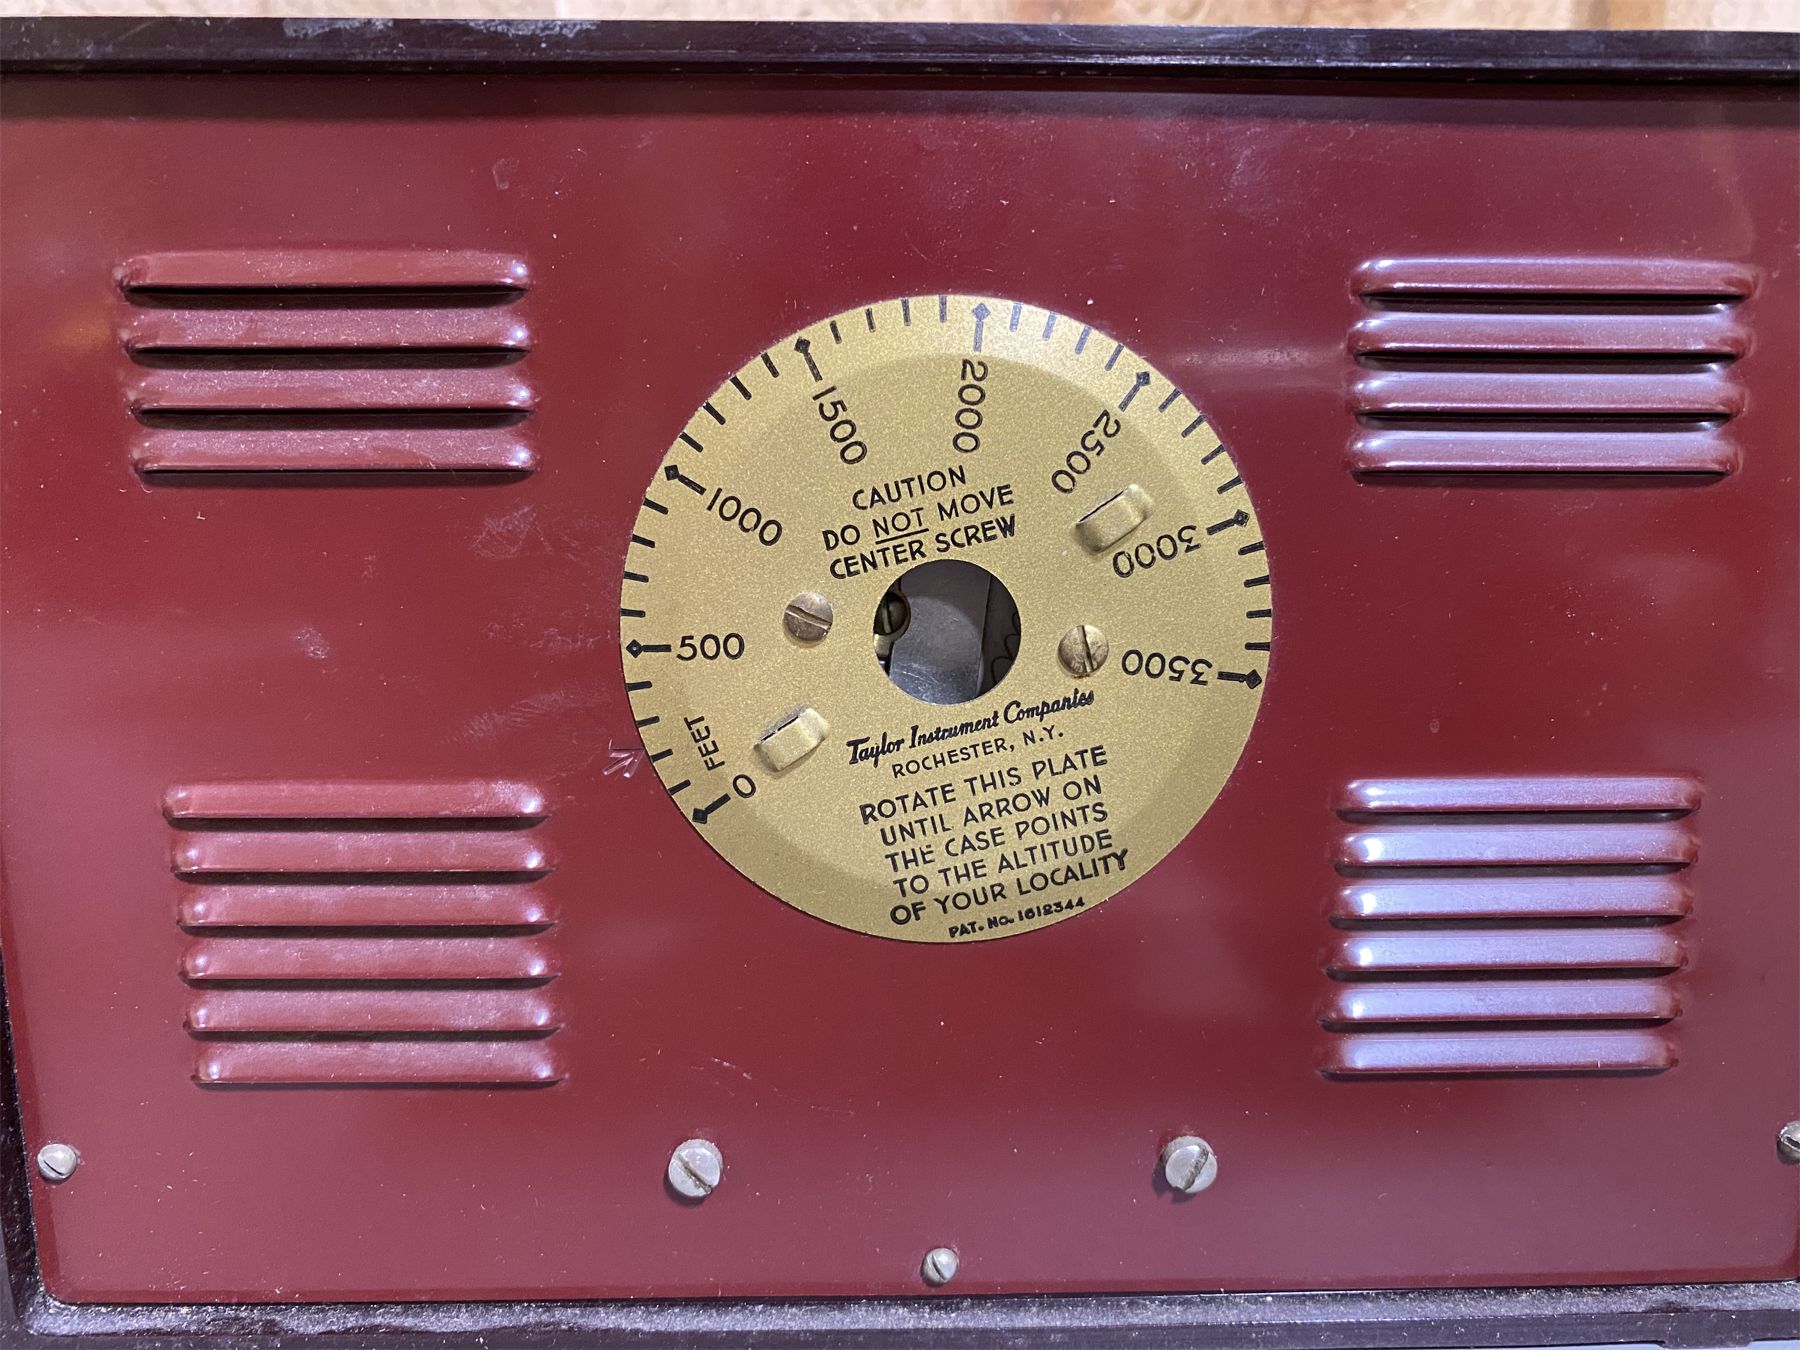 2000
1500
2500
1000
CAUTION
DO NOT MOVE
CENTER SCREW
3000
500
3500
FEET
0
Taylor Instrument Companies
ROCHESTER, N.Y.
ROTATE THIS PLATE
UNTIL ARROW ON
THE CASE POINTS
TO THE ALTITUDE
OF YOUR LOCALITY
PAT. No. 1612344